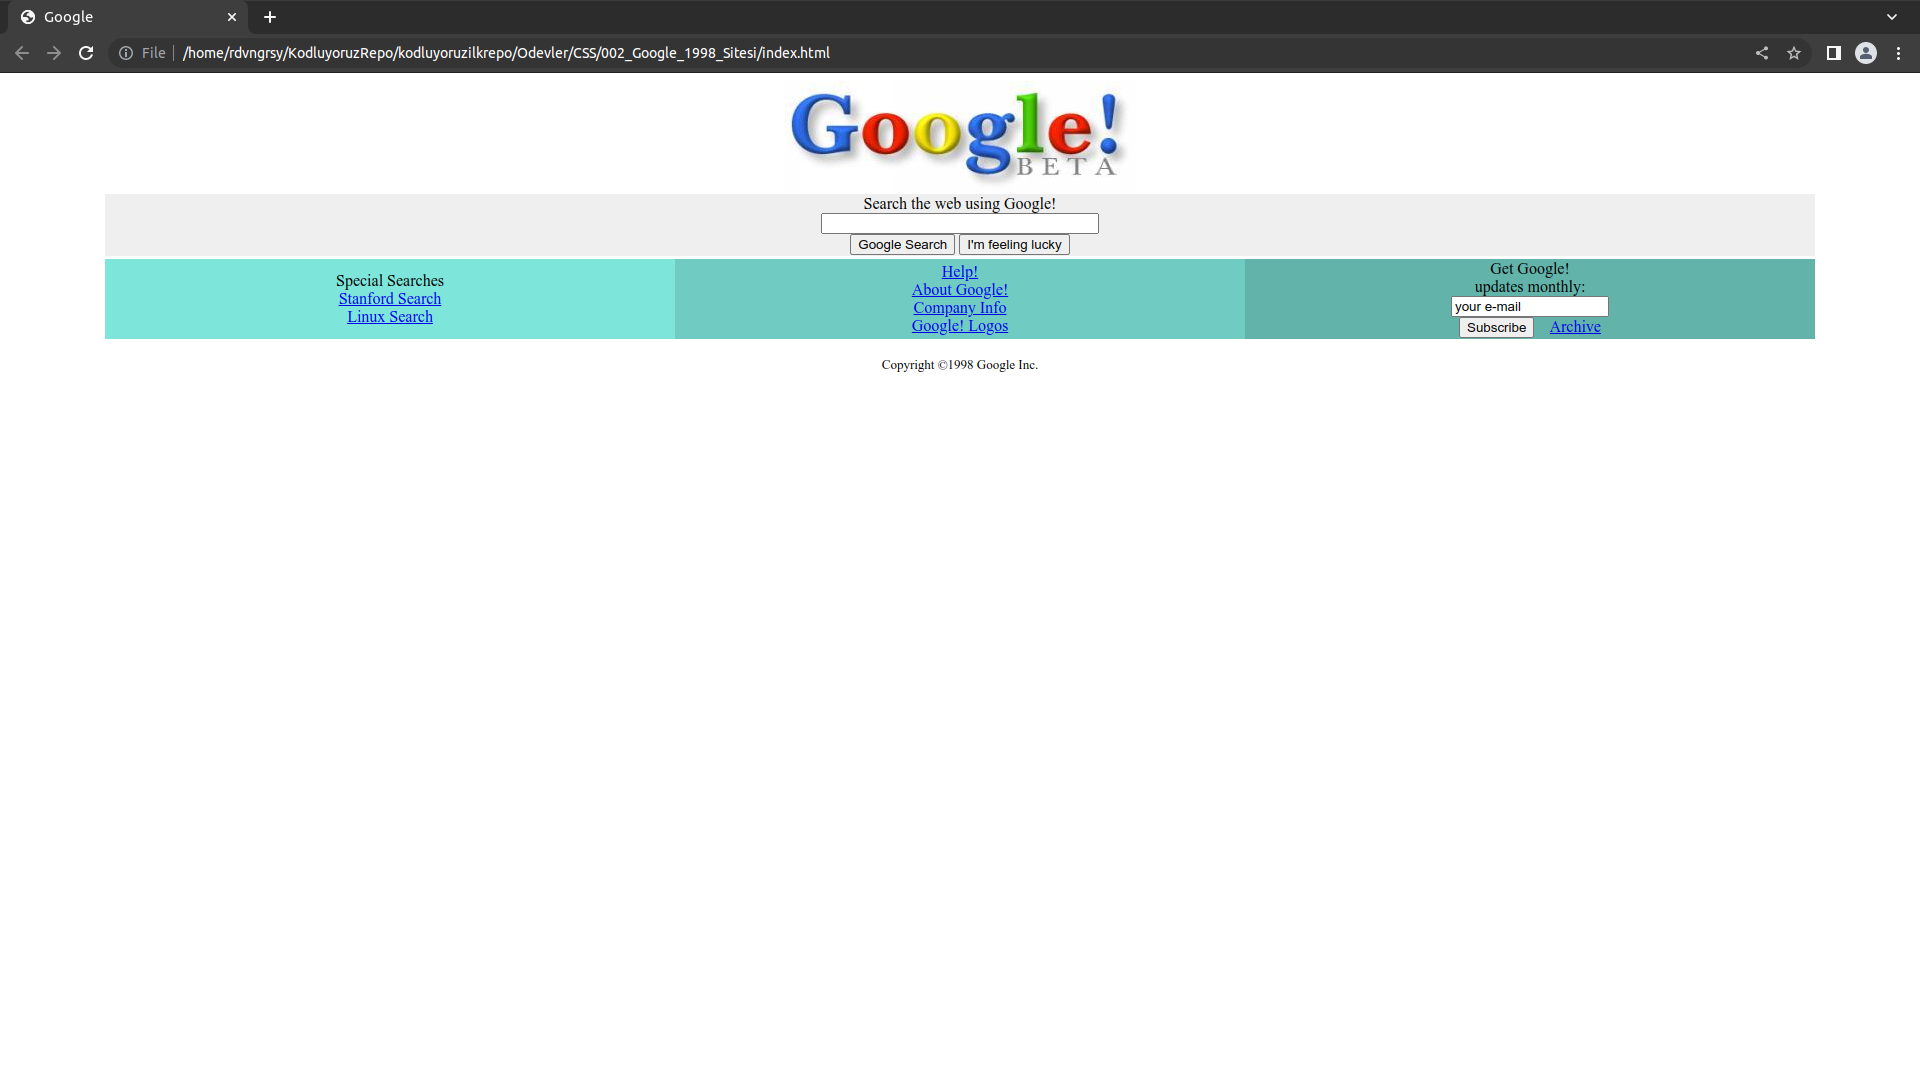 Google
File
/home/rdvngrsy/KodluyoruzRepo/kodluyoruzilkrepo/Odevler/CSS/002_Google_1998_Sitesi/index.html
Google!
BETA
Search the web using Google!
Google Search
I'm feeling lucky
Special Searches
Stanford Search
Linux Search
Help!
About Google!
Company Info
Google! Logos
Get Google!
updates monthly:
your e-mail
Subscribe
Archive
Copyright ©1998 Google Inc.